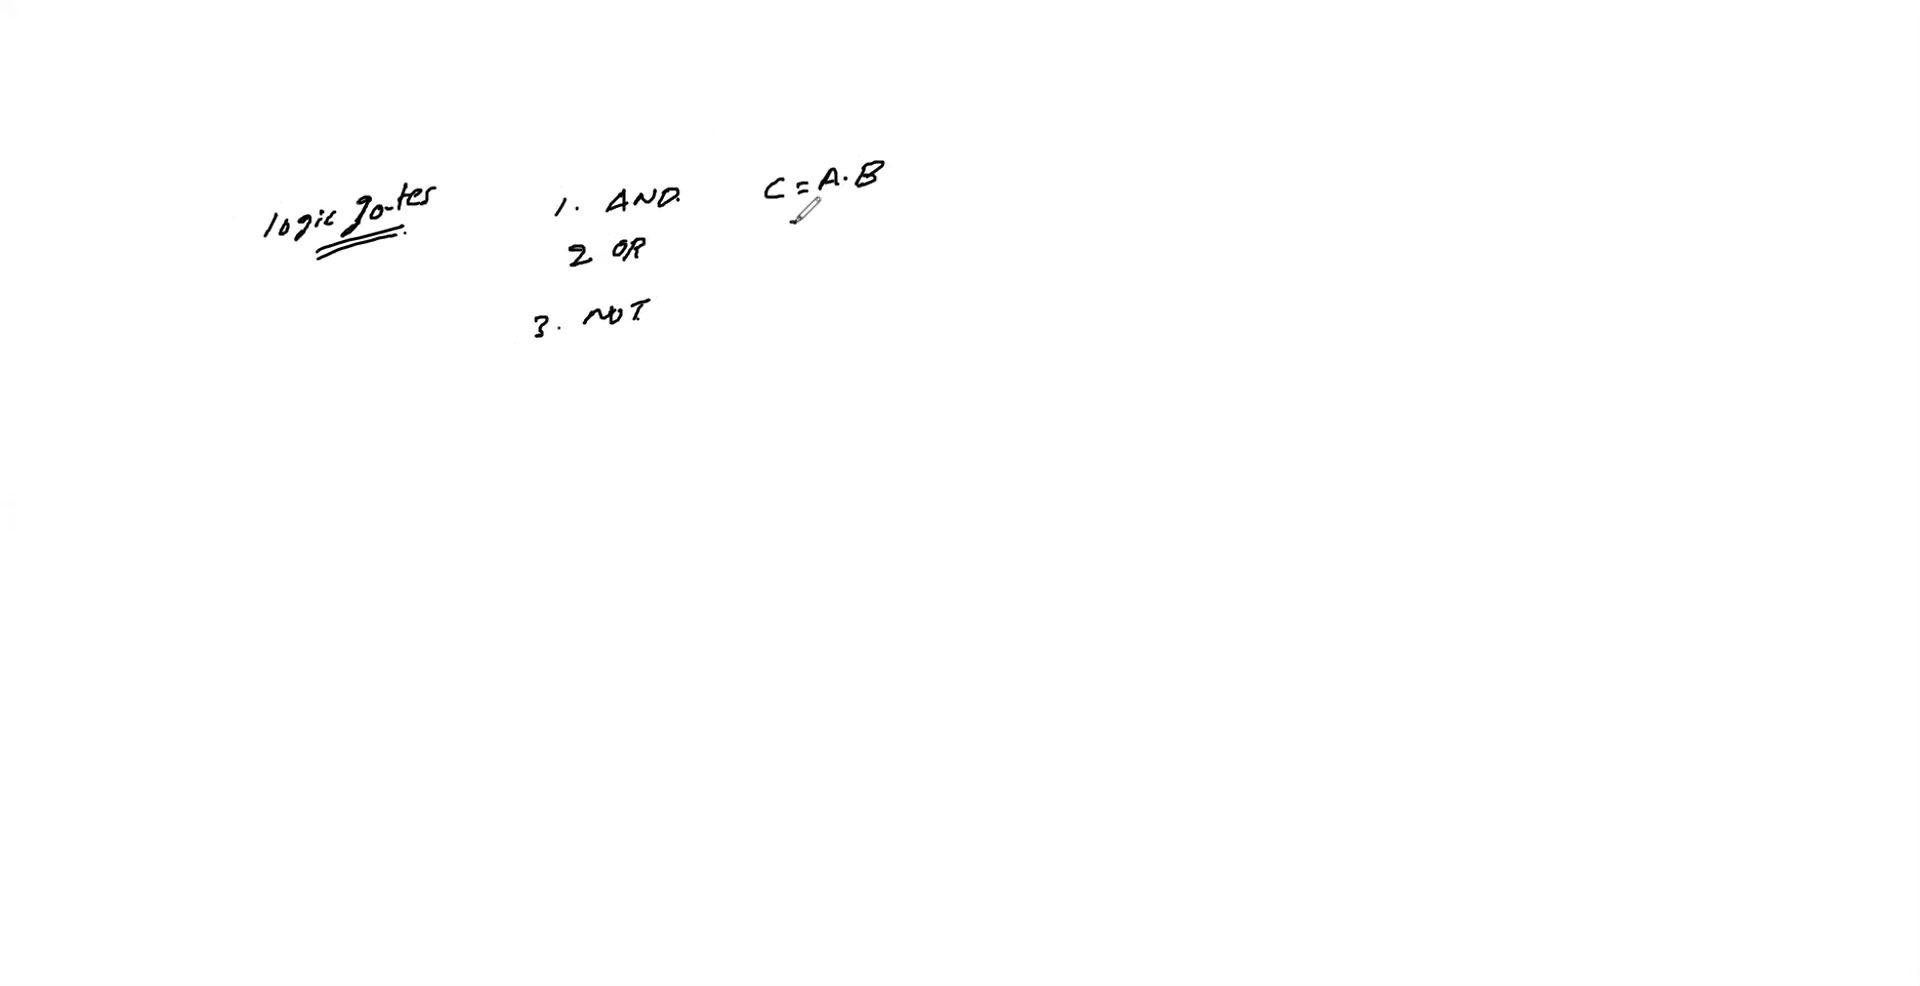 logic gates
1. AND. C = A . B
2 OR
3. NOT